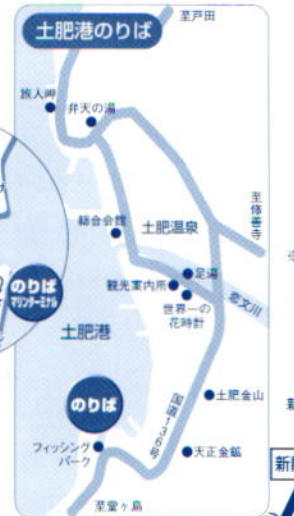 土肥港のりば
至戸田
旅人岬
弁天の湯
至修善寺
総合会館
土肥温泉
足湯
観光案内所
世界一の
花時計
恋文川
のりば
マリンターミナル
土肥港
のりば
国道136号
土肥金山
フィッシング
パーク
天正金鉱
至堂ヶ島